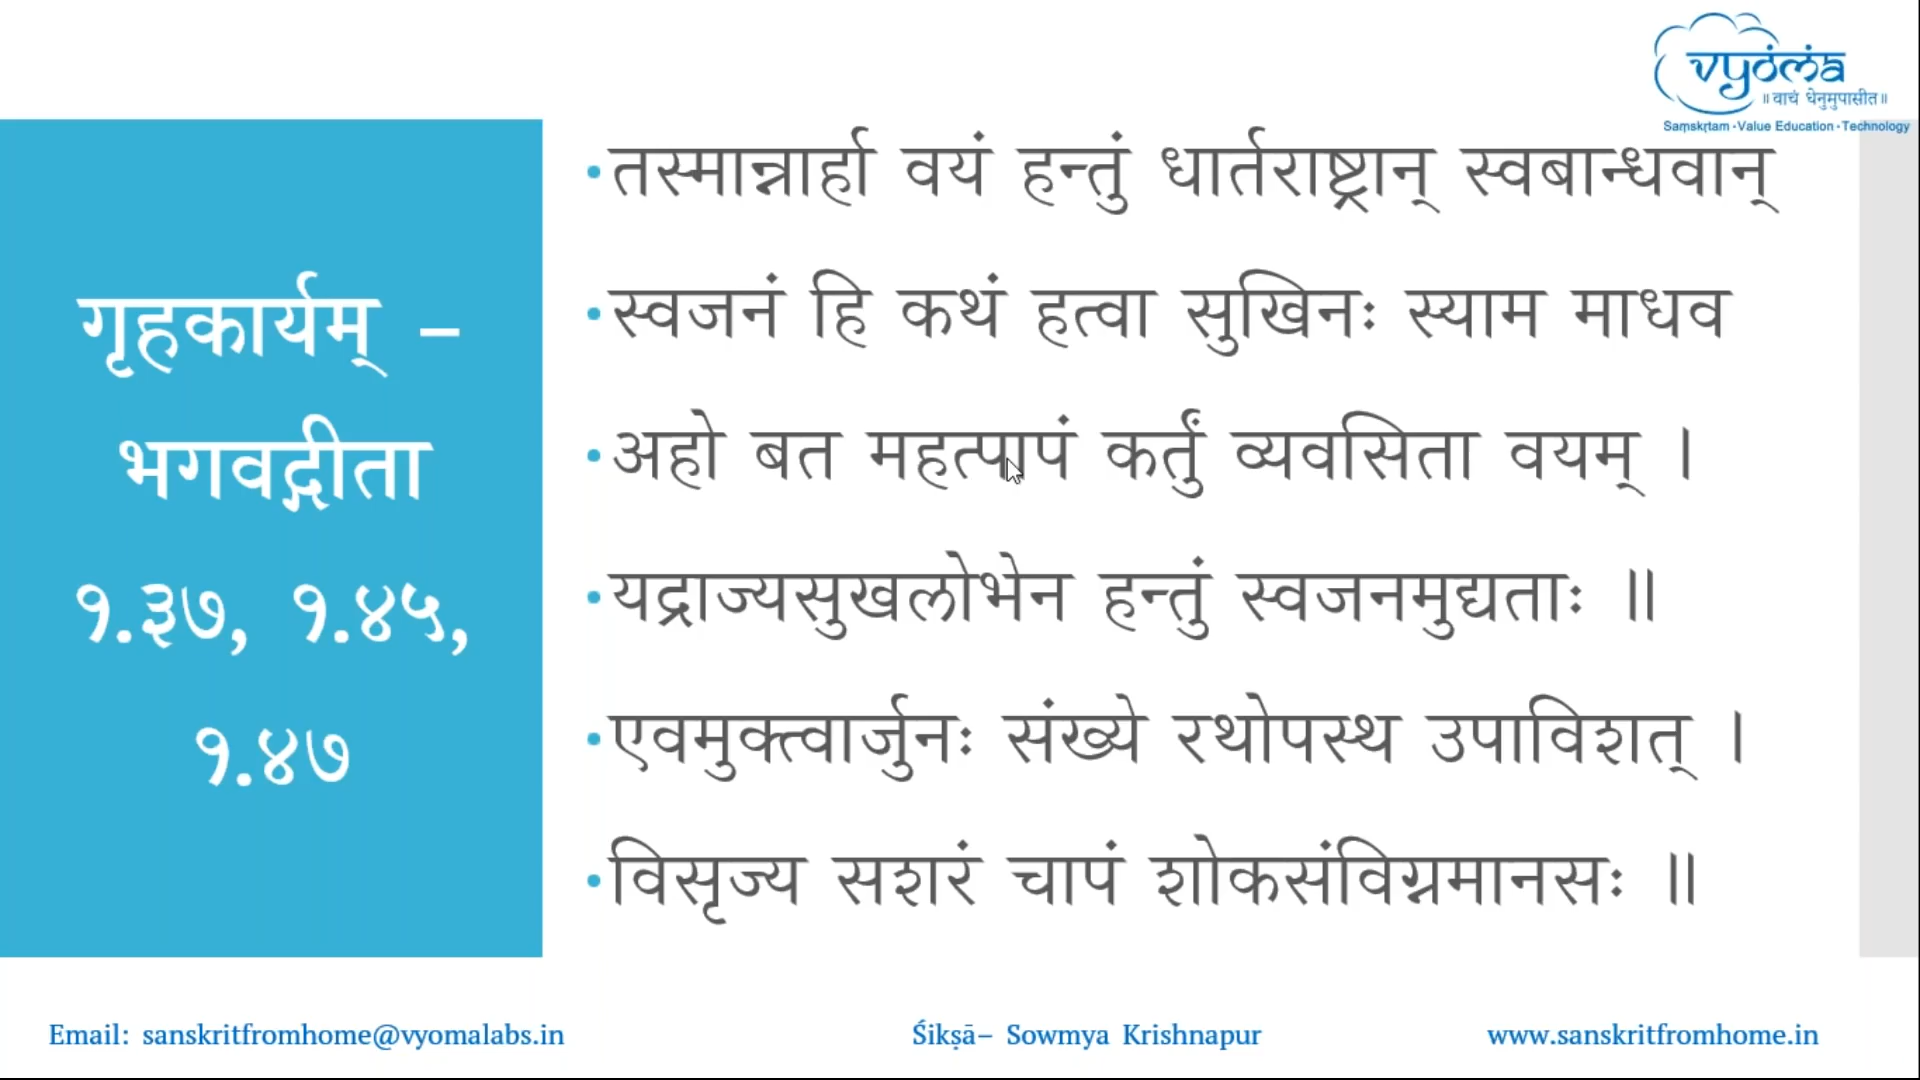 vyoma
॥ वाचं धेनुमुपासीत॥
Saṃskṛtam - Value Education - Technology
गृहकार्यम् –
भगवद्गीता
१.३७, १.४५,
१.४७
• तस्मान्नार्हा वयं हन्तुं धार्तराष्ट्रान् स्वबान्धवान्
• स्वजनं हि कथं हत्वा सुखिनः स्याम माधव
• अहो बत महत्पापं कर्तुं व्यवसिता वयम् ।
• यद्राज्यसुखलोभेन हन्तुं स्वजनमुद्यताः ॥
• एवमुक्त्वार्जुनः संख्ये रथोपस्थ उपाविशत् ।
• विसृज्य सशरं चापं शोकसंविग्नमानसः ॥
Email: sanskritfromhome@vyomalabs.in
Śikṣā– Sowmya Krishnapur
www.sanskritfromhome.in